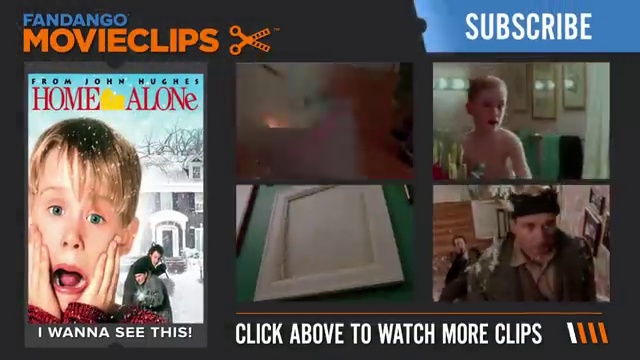 FANDANGO
MOVIECLIPS
SUBSCRIBE
FROM JOHN HUGHES
HOME ALONe
I WANNA SEE THIS!
CLICK ABOVE TO WATCH MORE CLIPS